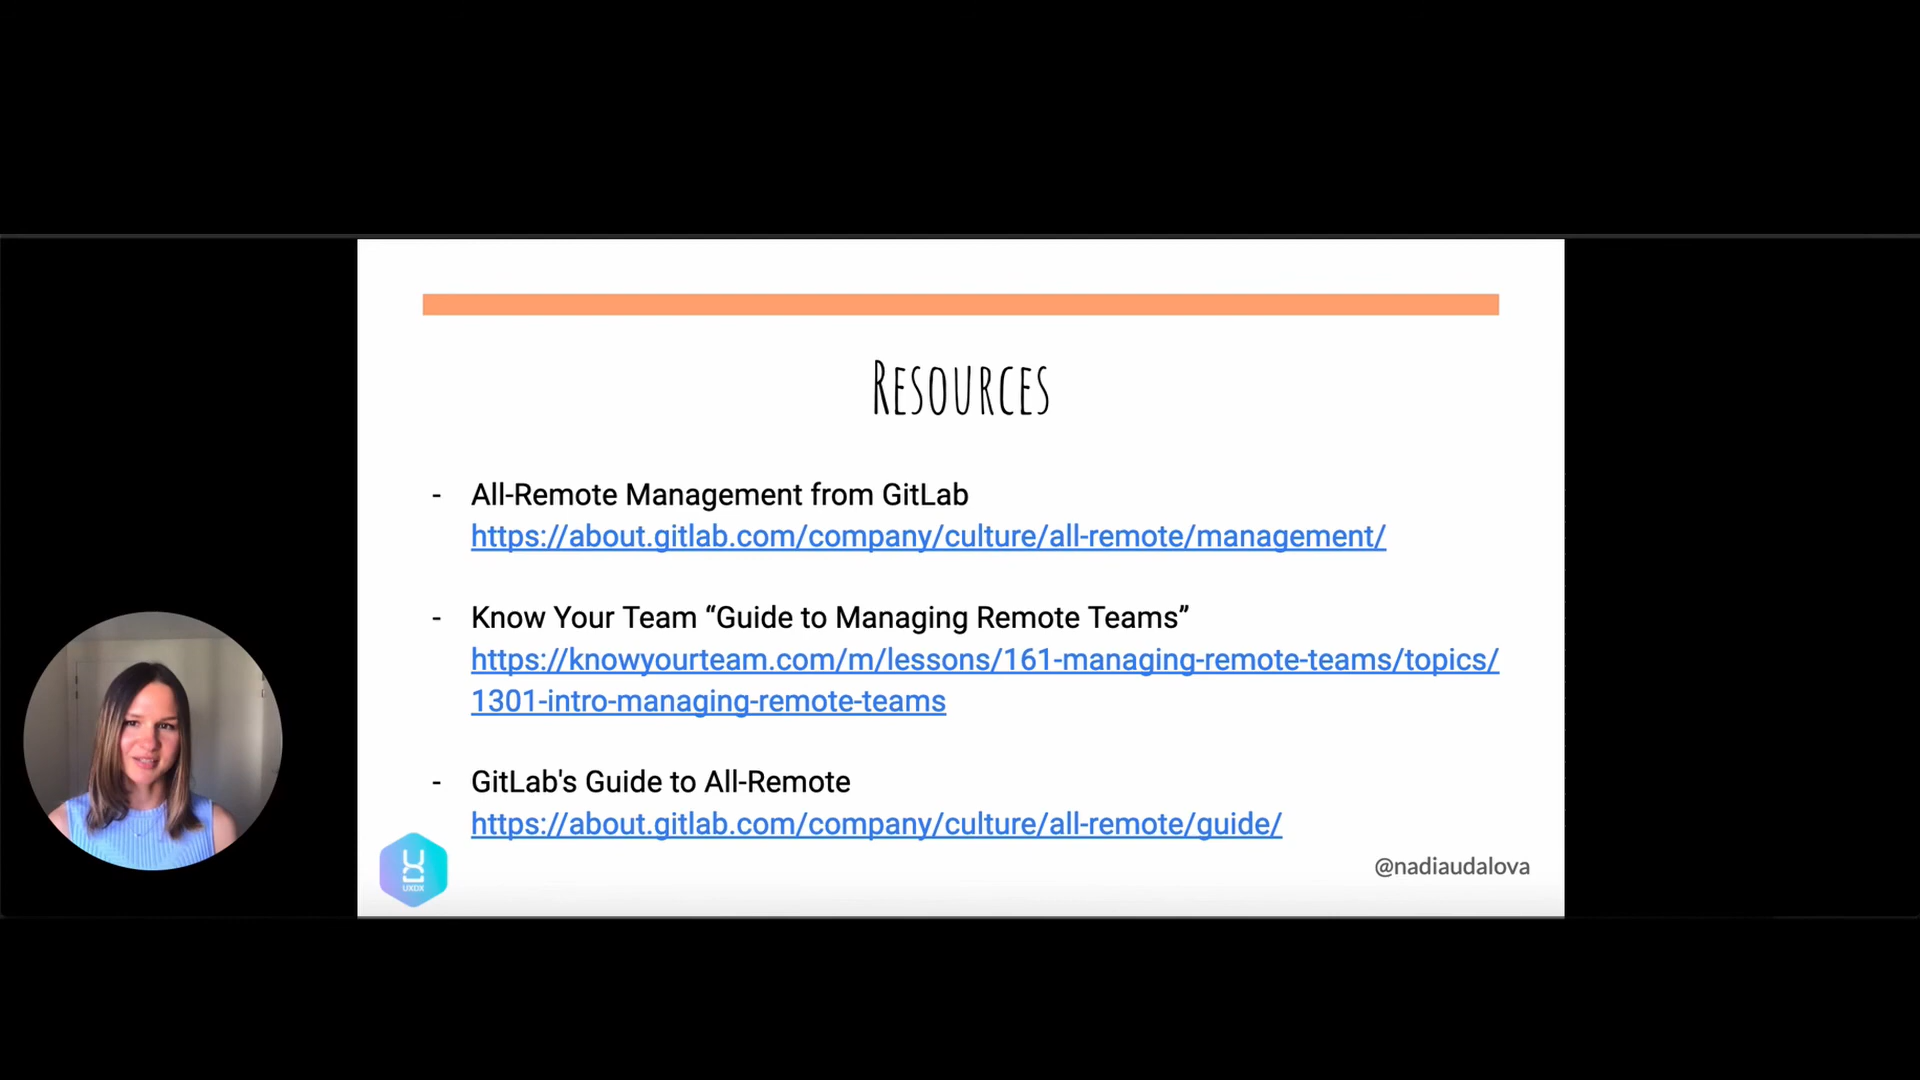 Resources
- All-Remote Management from GitLab
https://about.gitlab.com/company/culture/all-remote/management/
- Know Your Team “Guide to Managing Remote Teams”
https://knowyourteam.com/m/lessons/161-managing-remote-teams/topics/
1301-intro-managing-remote-teams
- GitLab's Guide to All-Remote
https://about.gitlab.com/company/culture/all-remote/guide/
UXDX
@nadiaudalova